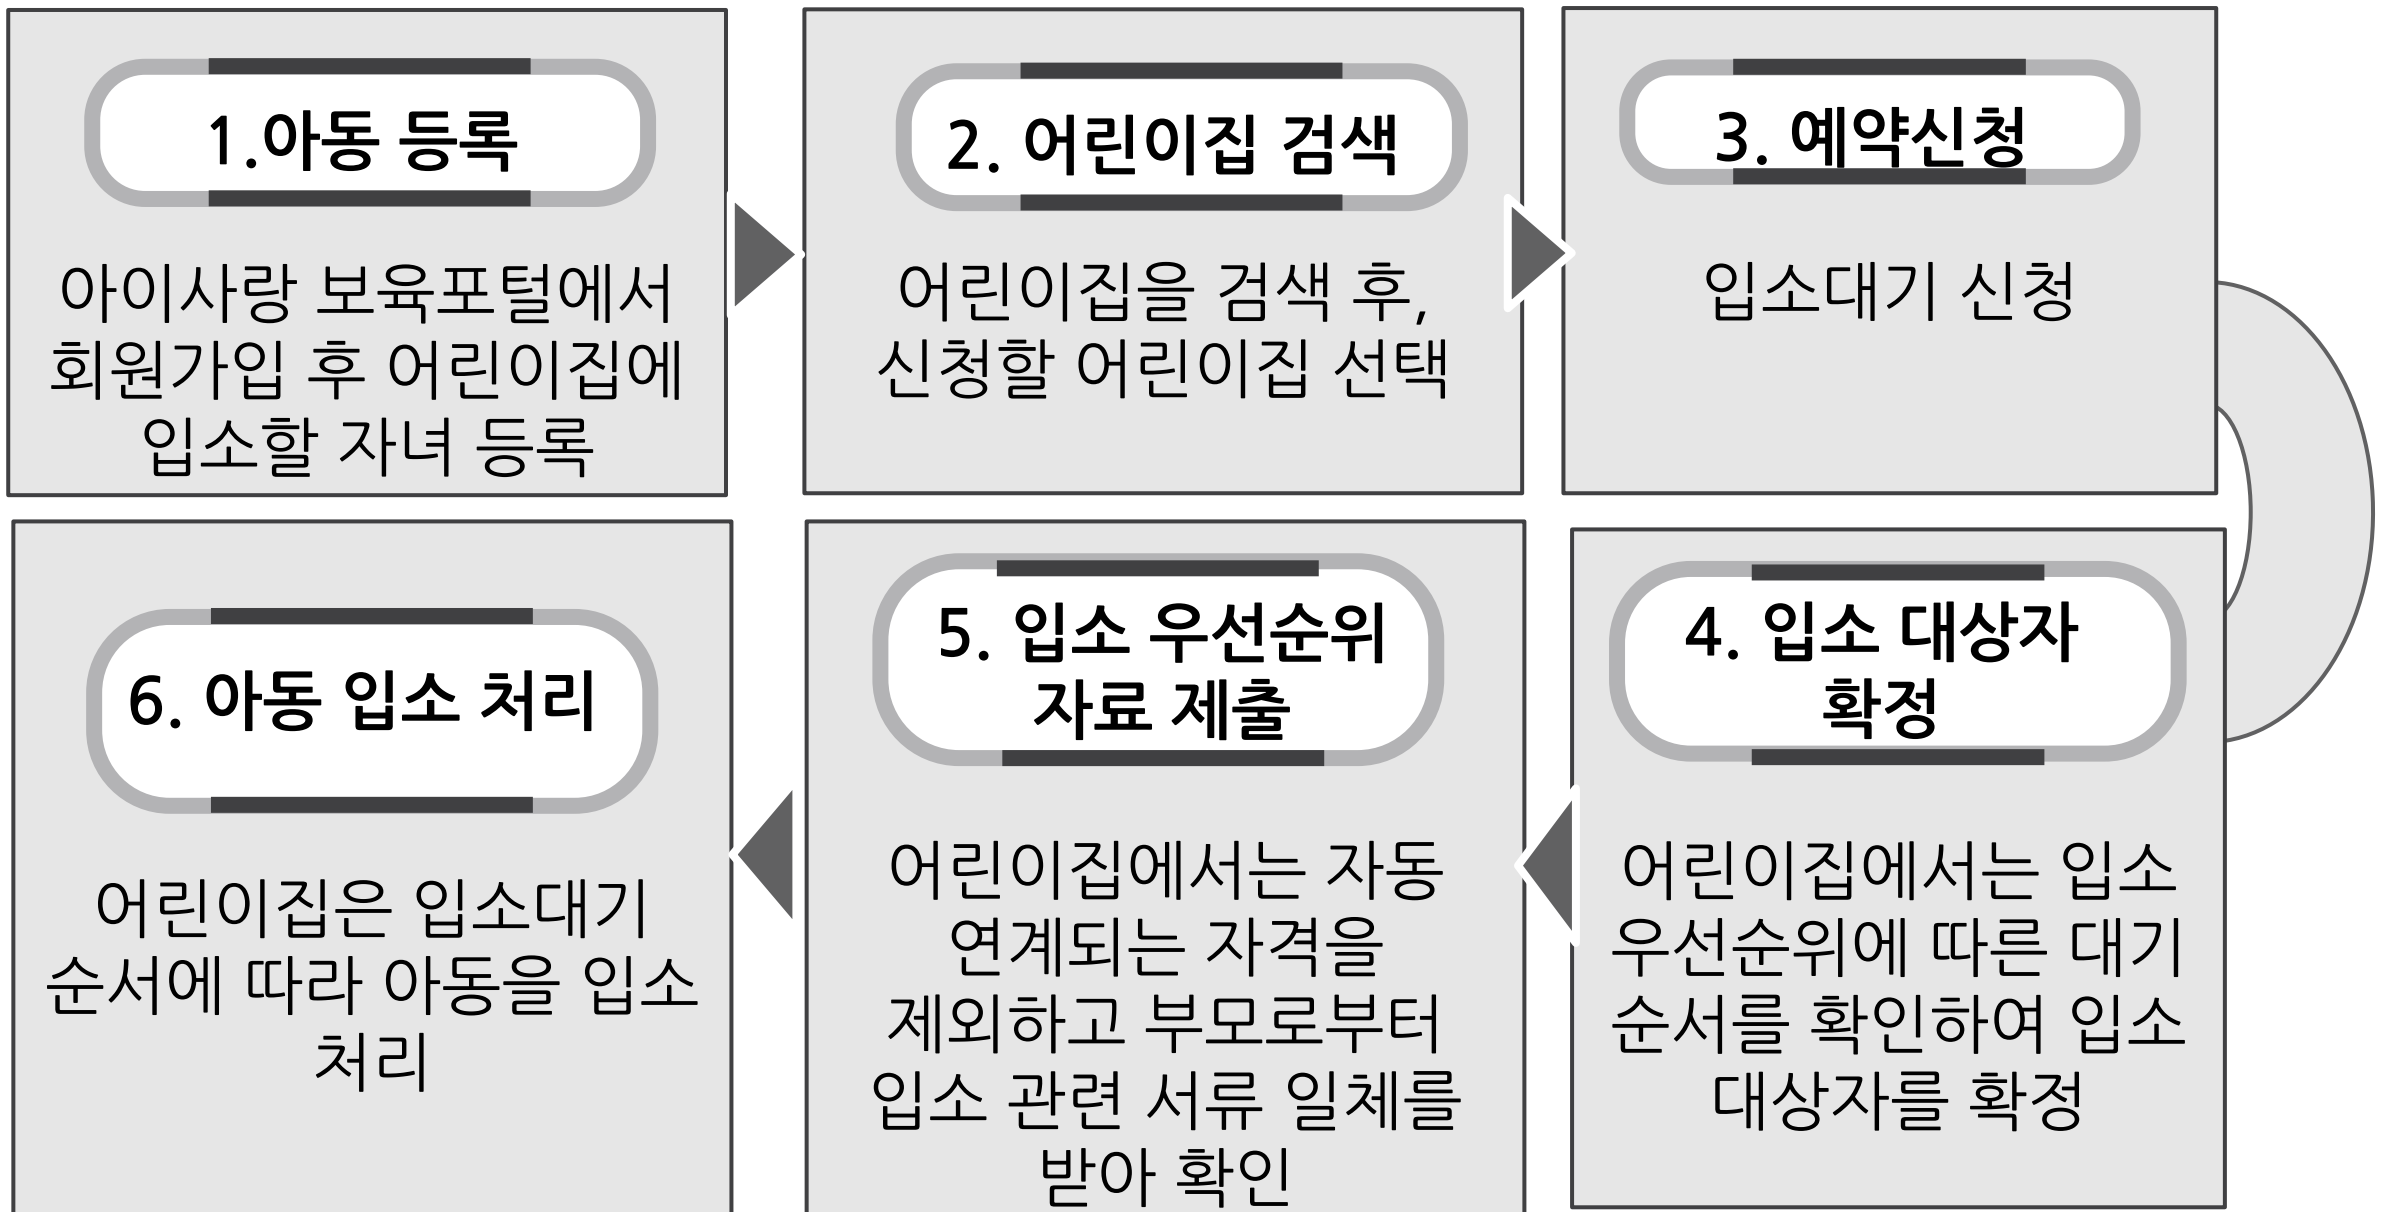 1.아동 등록
아이사랑 보육포털에서
회원가입 후 어린이집에
입소할 자녀 등록
2. 어린이집 검색
어린이집을 검색 후,
신청할 어린이집 선택
3. 예약신청
입소대기 신청
4. 입소 대상자
확정
어린이집에서는 입소
우선순위에 따른 대기
순서를 확인하여 입소
대상자를 확정
5. 입소 우선순위
자료 제출
어린이집에서는 자동
연계되는 자격을
제외하고 부모로부터
입소 관련 서류 일체를
받아 확인
6. 아동 입소 처리
어린이집은 입소대기
순서에 따라 아동을 입소
처리